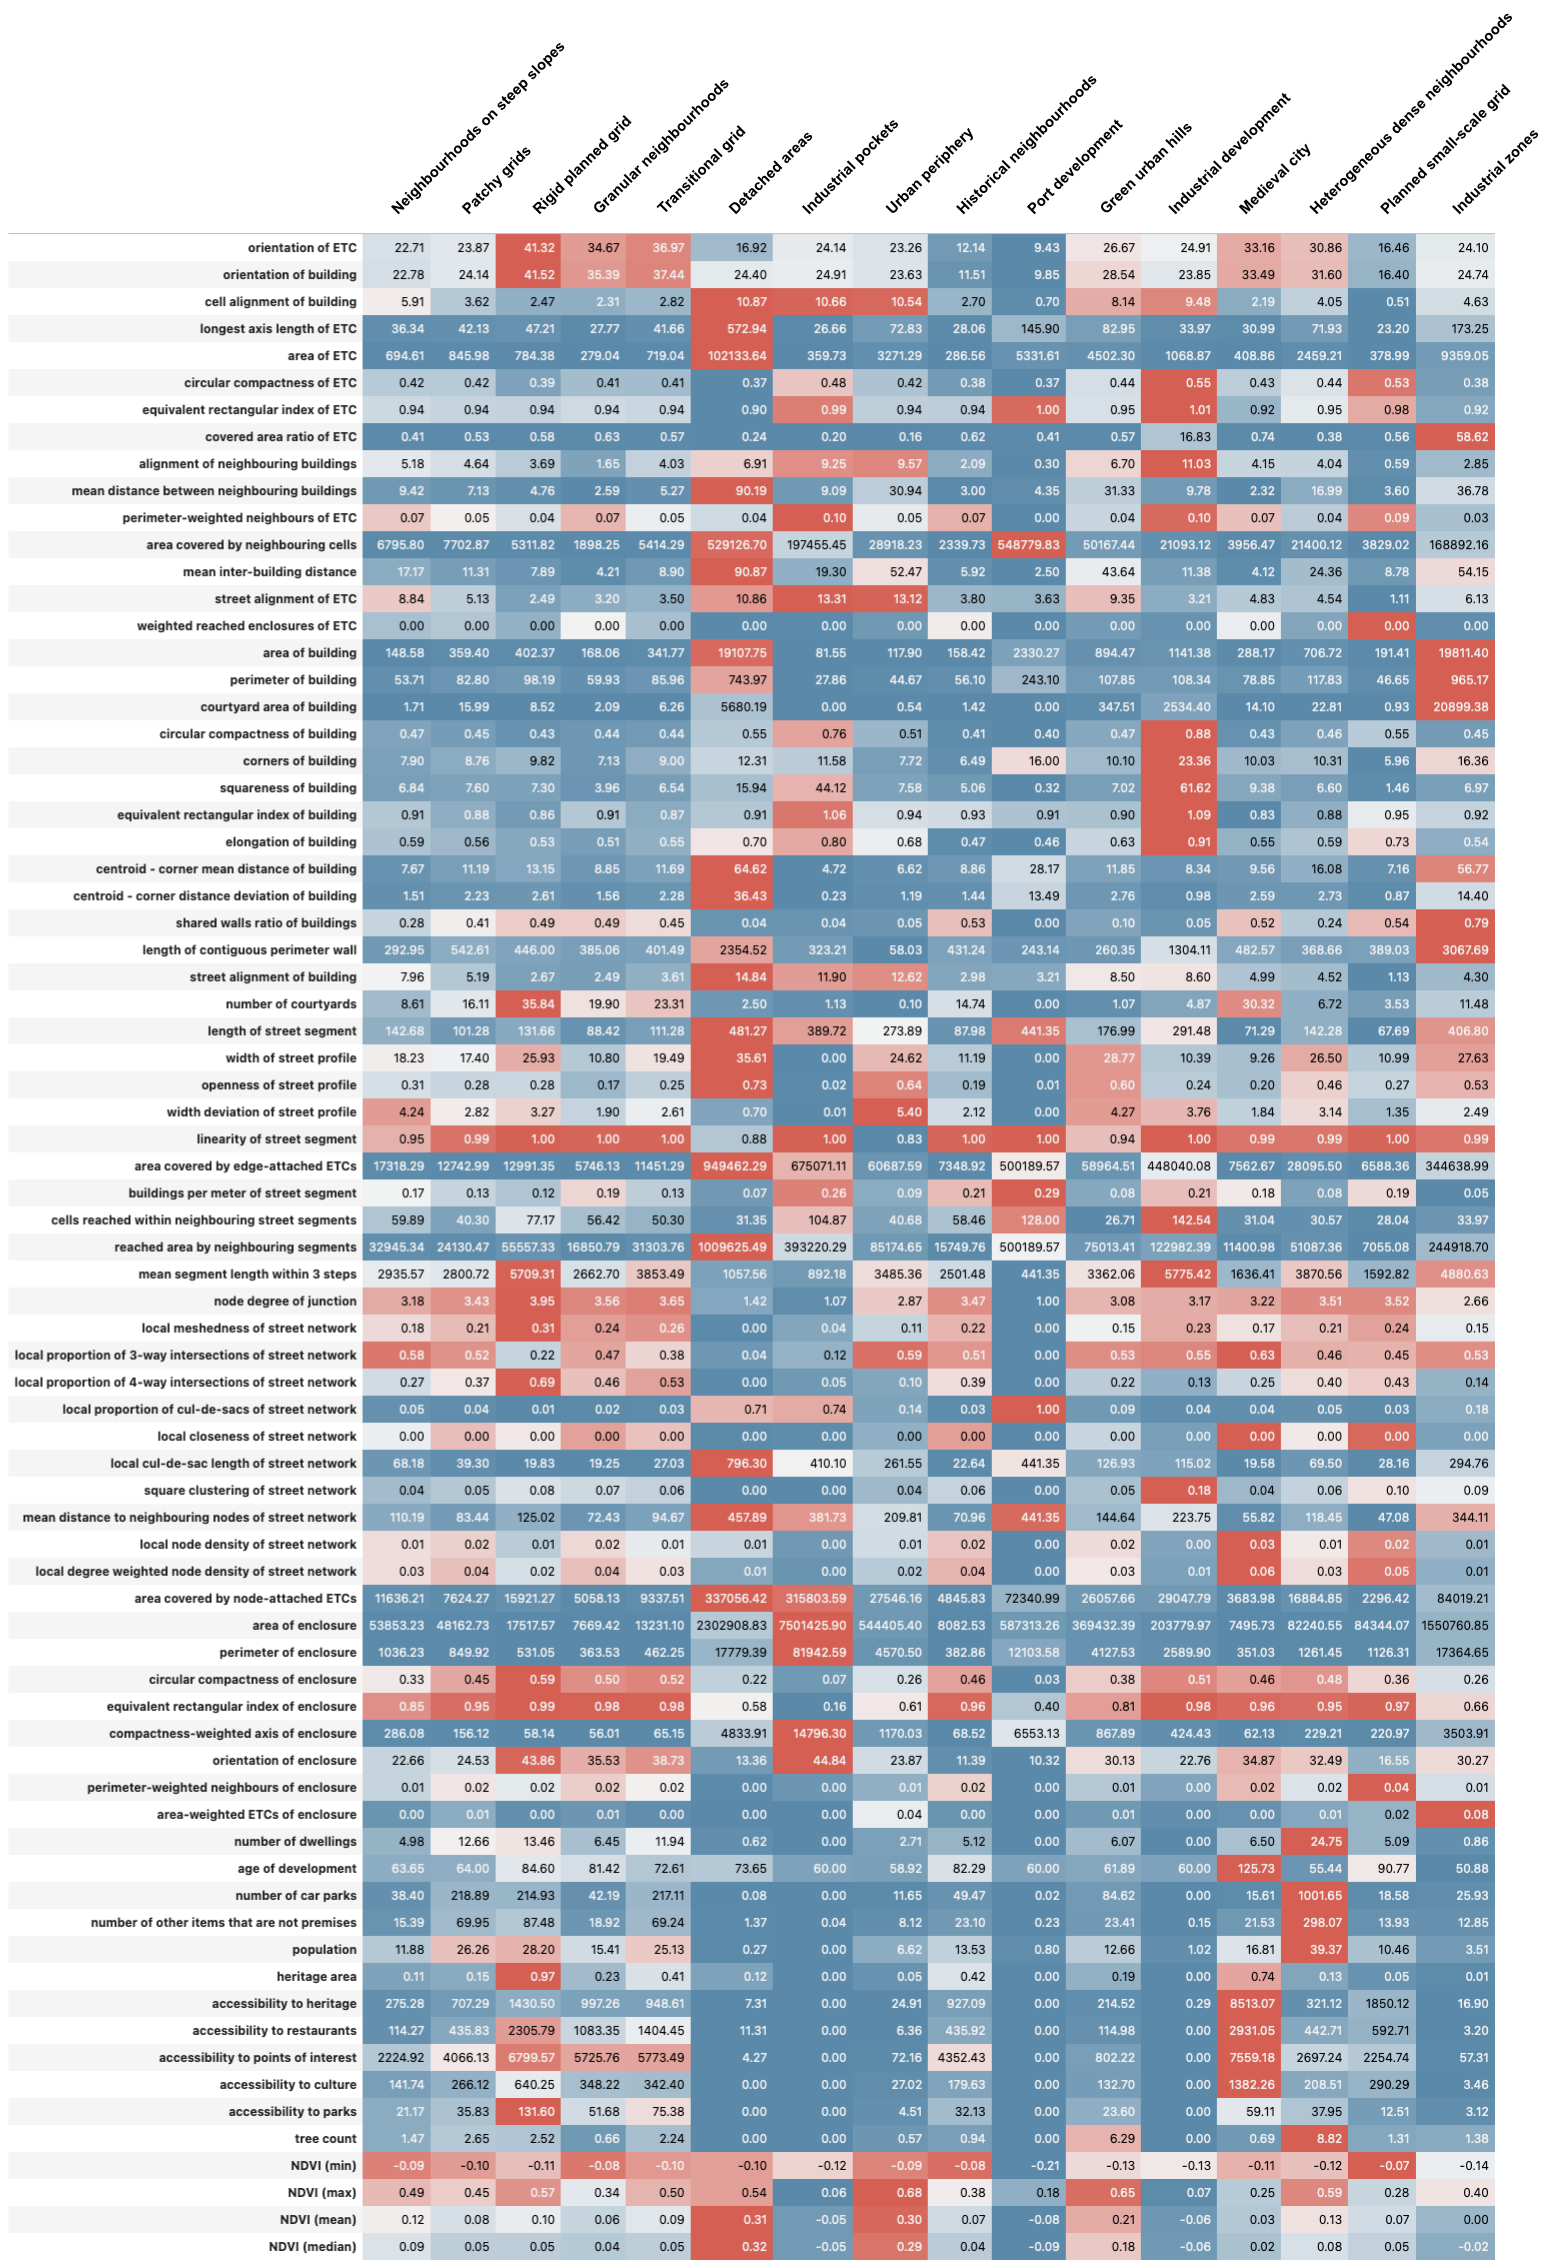 Neighbourhoods on steep slopes
Patchy grids
Rigid planned grid
Granular neighbourhoods
Transitional grid
Detached areas
Industrial pockets
Urban periphery
Historical neighbourhoods
Port development
Green urban hills
Industrial development
Medieval city
Heterogeneous dense neighbourhoods
Planned small-scale grid
Industrial zones
orientation of ETC 22.71 23.87 41.32 34.67 36.97 16.92 24.14 23.26 12.14 9.43 26.67 24.91 33.16 30.86 16.46 24.10
orientation of building 22.78 24.14 41.52 35.39 37.44 24.40 24.91 23.63 11.51 9.85 28.54 23.85 33.49 31.60 16.40 24.74
cell alignment of building 5.91 3.62 2.47 2.31 2.82 10.87 10.66 10.54 2.70 0.70 8.14 9.48 2.19 4.05 0.51 4.63
longest axis length of ETC 36.34 42.13 47.21 27.77 41.66 572.94 26.66 72.83 28.06 145.90 82.95 33.97 30.99 71.93 23.20 173.25
area of ETC 694.61 845.98 784.38 279.04 719.04 102133.64 359.73 3271.29 286.56 5331.61 4502.30 1068.87 408.86 2459.21 378.99 9359.05
circular compactness of ETC 0.42 0.42 0.39 0.41 0.41 0.37 0.48 0.42 0.38 0.37 0.44 0.55 0.43 0.44 0.53 0.38
equivalent rectangular index of ETC 0.94 0.94 0.94 0.94 0.94 0.90 0.99 0.94 0.94 1.00 0.95 1.01 0.92 0.95 0.98 0.92
covered area ratio of ETC 0.41 0.53 0.58 0.63 0.57 0.24 0.20 0.16 0.62 0.41 0.57 16.83 0.74 0.38 0.56 58.62
alignment of neighbouring buildings 5.18 4.64 3.69 1.65 4.03 6.91 9.25 9.57 2.09 0.30 6.70 11.03 4.15 4.04 0.59 2.85
mean distance between neighbouring buildings 9.42 7.13 4.76 2.59 5.27 90.19 9.09 30.94 3.00 4.35 31.33 9.78 2.32 16.99 3.60 36.78
perimeter-weighted neighbours of ETC 0.07 0.05 0.04 0.07 0.05 0.04 0.10 0.05 0.07 0.00 0.04 0.10 0.07 0.04 0.09 0.03
area covered by neighbouring cells 6795.80 7702.87 5311.82 1898.25 5414.29 529126.70 197455.45 28918.23 2339.73 548779.83 50167.44 21093.12 3956.47 21400.12 3829.02 168892.16
mean inter-building distance 17.17 11.31 7.89 4.21 8.90 90.87 19.30 52.47 5.92 2.50 43.64 11.38 4.12 24.36 8.78 54.15
street alignment of ETC 8.84 5.13 2.49 3.20 3.50 10.86 13.31 13.12 3.80 3.63 9.35 3.21 4.83 4.54 1.11 6.13
weighted reached enclosures of ETC 0.00 0.00 0.00 0.00 0.00 0.00 0.00 0.00 0.00 0.00 0.00 0.00 0.00 0.00 0.00 0.00
area of building 148.58 359.40 402.37 168.06 341.77 19107.75 81.55 117.90 158.42 2330.27 894.47 1141.38 288.17 706.72 191.41 19811.40
perimeter of building 53.71 82.80 98.19 59.93 85.96 743.97 27.86 44.67 56.10 243.10 107.85 108.34 78.85 117.83 46.65 965.17
courtyard area of building 1.71 15.99 8.52 2.09 6.26 5680.19 0.00 0.54 1.42 0.00 347.51 2534.40 14.10 22.81 0.93 20899.38
circular compactness of building 0.47 0.45 0.43 0.44 0.44 0.55 0.76 0.51 0.41 0.40 0.47 0.88 0.43 0.46 0.55 0.45
corners of building 7.90 8.76 9.82 7.13 9.00 12.31 11.58 7.72 6.49 16.00 10.10 23.36 10.03 10.31 5.96 16.36
squareness of building 6.84 7.60 7.30 3.96 6.54 15.94 44.12 7.58 5.06 0.32 7.02 61.62 9.38 6.60 1.46 6.97
equivalent rectangular index of building 0.91 0.88 0.86 0.91 0.87 0.91 1.06 0.94 0.93 0.91 0.90 1.09 0.83 0.88 0.95 0.92
elongation of building 0.59 0.56 0.53 0.51 0.55 0.70 0.80 0.68 0.47 0.46 0.63 0.91 0.55 0.59 0.73 0.54
centroid - corner mean distance of building 7.67 11.19 13.15 8.85 11.69 64.62 4.72 6.62 8.86 28.17 11.85 8.34 9.56 16.08 7.16 56.77
centroid - corner distance deviation of building 1.51 2.23 2.61 1.56 2.28 36.43 0.23 1.19 1.44 13.49 2.76 0.98 2.59 2.73 0.87 14.40
shared walls ratio of buildings 0.28 0.41 0.49 0.49 0.45 0.04 0.04 0.05 0.53 0.00 0.10 0.05 0.52 0.24 0.54 0.79
length of contiguous perimeter wall 292.95 542.61 446.00 385.06 401.49 2354.52 323.21 58.03 431.24 243.14 260.35 1304.11 482.57 368.66 389.03 3067.69
street alignment of building 7.96 5.19 2.67 2.49 3.61 14.84 11.90 12.62 2.98 3.21 8.50 8.60 4.99 4.52 1.13 4.30
number of courtyards 8.61 16.11 35.84 19.90 23.31 2.50 1.13 0.10 14.74 0.00 1.07 4.87 30.32 6.72 3.53 11.48
length of street segment 142.68 101.28 131.66 88.42 111.28 481.27 389.72 273.89 87.98 441.35 176.99 291.48 71.29 142.28 67.69 406.80
width of street profile 18.23 17.40 25.93 10.80 19.49 35.61 0.00 24.62 11.19 0.00 28.77 10.39 9.26 26.50 10.99 27.63
openness of street profile 0.31 0.28 0.28 0.17 0.25 0.73 0.02 0.64 0.19 0.01 0.60 0.24 0.20 0.46 0.27 0.53
width deviation of street profile 4.24 2.82 3.27 1.90 2.61 0.70 0.01 5.40 2.12 0.00 4.27 3.76 1.84 3.14 1.35 2.49
linearity of street segment 0.95 0.99 1.00 1.00 1.00 0.88 1.00 0.83 1.00 1.00 0.94 1.00 0.99 0.99 1.00 0.99
area covered by edge-attached ETCs 17318.29 12742.99 12991.35 5746.13 11451.29 949462.29 675071.11 60687.59 7348.92 500189.57 58964.51 448040.08 7562.67 28095.50 6588.36 344638.99
buildings per meter of street segment 0.17 0.13 0.12 0.19 0.13 0.07 0.26 0.09 0.21 0.29 0.08 0.21 0.18 0.08 0.19 0.05
cells reached within neighbouring street segments 59.89 40.30 77.17 56.42 50.30 31.35 104.87 40.68 58.46 128.00 26.71 142.54 31.04 30.57 28.04 33.97
reached area by neighbouring segments 32945.34 24130.47 55557.33 16850.79 31303.76 1009625.49 393220.29 85174.65 15749.76 500189.57 75013.41 122982.39 11400.98 51087.36 7055.08 244918.70
mean segment length within 3 steps 2935.57 2800.72 5709.31 2662.70 3853.49 1057.56 892.18 3485.36 2501.48 441.35 3362.06 5775.42 1636.41 3870.56 1592.82 4880.63
node degree of junction 3.18 3.43 3.95 3.56 3.65 1.42 1.07 2.87 3.47 1.00 3.08 3.17 3.22 3.51 3.52 2.66
local meshedness of street network 0.18 0.21 0.31 0.24 0.26 0.00 0.04 0.11 0.22 0.00 0.15 0.23 0.17 0.21 0.24 0.15
local proportion of 3-way intersections of street network 0.58 0.52 0.22 0.47 0.38 0.04 0.12 0.59 0.51 0.00 0.53 0.55 0.63 0.46 0.45 0.53
local proportion of 4-way intersections of street network 0.27 0.37 0.69 0.46 0.53 0.00 0.05 0.10 0.39 0.00 0.22 0.13 0.25 0.40 0.43 0.14
local proportion of cul-de-sacs of street network 0.05 0.04 0.01 0.02 0.03 0.71 0.74 0.14 0.03 1.00 0.09 0.04 0.04 0.05 0.03 0.18
local closeness of street network 0.00 0.00 0.00 0.00 0.00 0.00 0.00 0.00 0.00 0.00 0.00 0.00 0.00 0.00 0.00 0.00
local cul-de-sac length of street network 68.18 39.30 19.83 19.25 27.03 796.30 410.10 261.55 22.64 441.35 126.93 115.02 19.58 69.50 28.16 294.76
square clustering of street network 0.04 0.05 0.08 0.07 0.06 0.00 0.00 0.04 0.06 0.00 0.05 0.18 0.04 0.06 0.10 0.09
mean distance to neighbouring nodes of street network 110.19 83.44 125.02 72.43 94.67 457.89 381.73 209.81 70.96 441.35 144.64 223.75 55.82 118.45 47.08 344.11
local node density of street network 0.01 0.02 0.01 0.02 0.01 0.01 0.00 0.01 0.02 0.00 0.02 0.00 0.03 0.01 0.02 0.01
local degree weighted node density of street network 0.03 0.04 0.02 0.04 0.03 0.01 0.00 0.02 0.04 0.00 0.03 0.01 0.06 0.03 0.05 0.01
area covered by node-attached ETCs 11636.21 7624.27 15921.27 5058.13 9337.51 337056.42 315803.59 27546.16 4845.83 72340.99 26057.66 29047.79 3683.98 16884.85 2296.42 84019.21
area of enclosure 53853.23 48162.73 17517.57 7669.42 13231.10 2302908.83 7501425.90 544405.40 8082.53 587313.26 369432.39 203779.97 7495.73 82240.55 84344.07 1550760.85
perimeter of enclosure 1036.23 849.92 531.05 363.53 462.25 17779.39 81942.59 4570.50 382.86 12103.58 4127.53 2589.90 351.03 1261.45 1126.31 17364.65
circular compactness of enclosure 0.33 0.45 0.59 0.50 0.52 0.22 0.07 0.26 0.46 0.03 0.38 0.51 0.46 0.48 0.36 0.26
equivalent rectangular index of enclosure 0.85 0.95 0.99 0.98 0.98 0.58 0.16 0.61 0.96 0.40 0.81 0.98 0.96 0.95 0.97 0.66
compactness-weighted axis of enclosure 286.08 156.12 58.14 56.01 65.15 4833.91 14796.30 1170.03 68.52 6553.13 867.89 424.43 62.13 229.21 220.97 3503.91
orientation of enclosure 22.66 24.53 43.86 35.53 38.73 13.36 44.84 23.87 11.39 10.32 30.13 22.76 34.87 32.49 16.55 30.27
perimeter-weighted neighbours of enclosure 0.01 0.02 0.02 0.02 0.02 0.00 0.00 0.01 0.02 0.00 0.01 0.00 0.02 0.02 0.04 0.01
area-weighted ETCs of enclosure 0.00 0.01 0.00 0.01 0.00 0.00 0.00 0.04 0.00 0.00 0.01 0.00 0.00 0.01 0.02 0.08
number of dwellings 4.98 12.66 13.46 6.45 11.94 0.62 0.00 2.71 5.12 0.00 6.07 0.00 6.50 24.75 5.09 0.86
age of development 63.65 64.00 84.60 81.42 72.61 73.65 60.00 58.92 82.29 60.00 61.89 60.00 125.73 55.44 90.77 50.88
number of car parks 38.40 218.89 214.93 42.19 217.11 0.08 0.00 11.65 49.47 0.02 84.62 0.00 15.61 1001.65 18.58 25.93
number of other items that are not premises 15.39 69.95 87.48 18.92 69.24 1.37 0.04 8.12 23.10 0.23 23.41 0.15 21.53 298.07 13.93 12.85
population 11.88 26.26 28.20 15.41 25.13 0.27 0.00 6.62 13.53 0.80 12.66 1.02 16.81 39.37 10.46 3.51
heritage area 0.11 0.15 0.97 0.23 0.41 0.12 0.00 0.05 0.42 0.00 0.19 0.00 0.74 0.13 0.05 0.01
accessibility to heritage 275.28 707.29 1430.50 997.26 948.61 7.31 0.00 24.91 927.09 0.00 214.52 0.29 8513.07 321.12 1850.12 16.90
accessibility to restaurants 114.27 435.83 2305.79 1083.35 1404.45 11.31 0.00 6.36 435.92 0.00 114.98 0.00 2931.05 442.71 592.71 3.20
accessibility to points of interest 2224.92 4066.13 6799.57 5725.76 5773.49 4.27 0.00 72.16 4352.43 0.00 802.22 0.00 7559.18 2697.24 2254.74 57.31
accessibility to culture 141.74 266.12 640.25 348.22 342.40 0.00 0.00 27.02 179.63 0.00 132.70 0.00 1382.26 208.51 290.29 3.46
accessibility to parks 21.17 35.83 131.60 51.68 75.38 0.00 0.00 4.51 32.13 0.00 23.60 0.00 59.11 37.95 12.51 3.12
tree count 1.47 2.65 2.52 0.66 2.24 0.00 0.00 0.57 0.94 0.00 6.29 0.00 0.69 8.82 1.31 1.38
NDVI (min) −0.09 −0.10 −0.11 −0.08 −0.10 −0.10 −0.12 −0.09 −0.08 −0.21 −0.13 −0.13 −0.11 −0.12 −0.07 −0.14
NDVI (max) 0.49 0.45 0.57 0.34 0.50 0.54 0.06 0.68 0.38 0.18 0.65 0.07 0.25 0.59 0.28 0.40
NDVI (mean) 0.12 0.08 0.10 0.06 0.09 0.31 −0.05 0.30 0.07 −0.08 0.21 −0.06 0.03 0.13 0.07 0.00
NDVI (median) 0.09 0.05 0.05 0.04 0.05 0.32 −0.05 0.29 0.04 −0.09 0.18 −0.06 0.02 0.08 0.05 −0.02